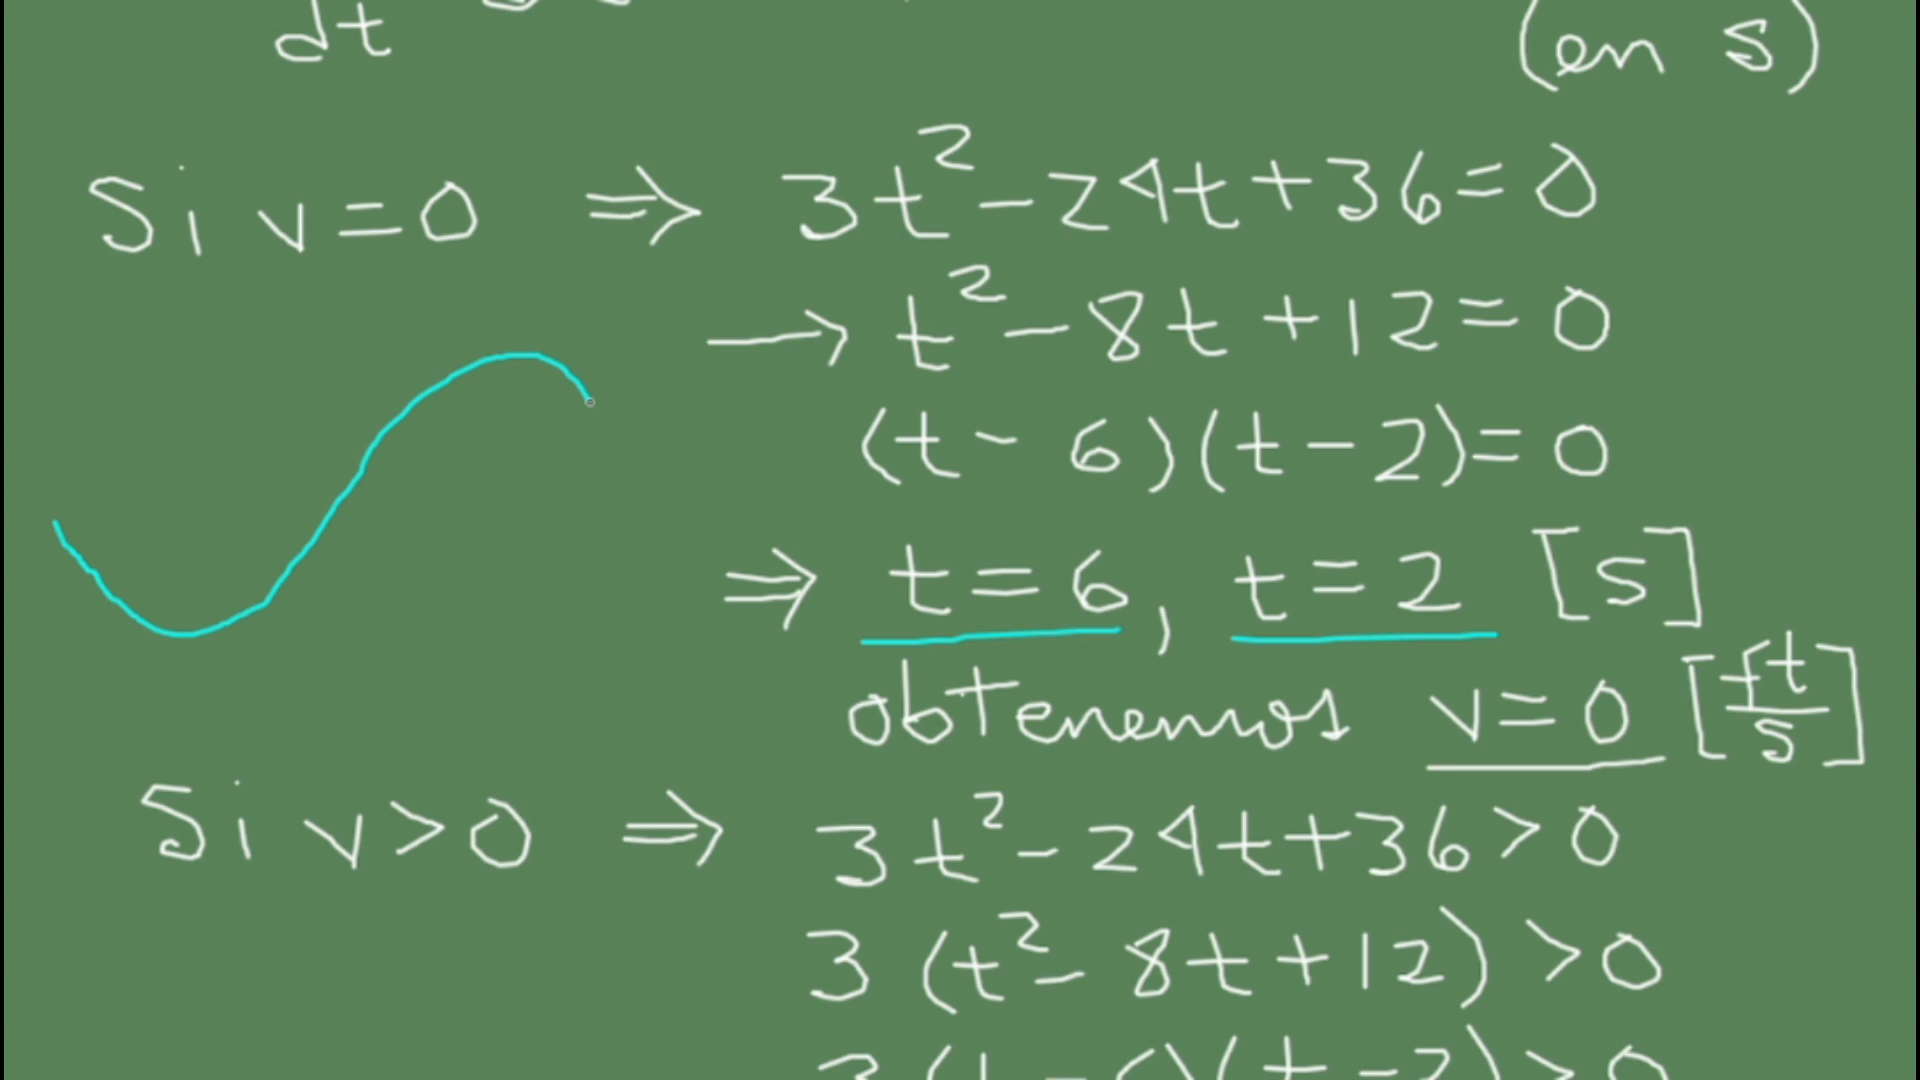 dt
(en s)
Si v=0 ⇒ 3t²-24t+36=0
→ t²-8t+12=0
(t-6)(t-2)=0
⇒ t=6, t=2 [s]
obtenemos v=0 [ft/s]
Si v>0 ⇒ 3t²-24t+36>0
3(t²-8t+12)>0